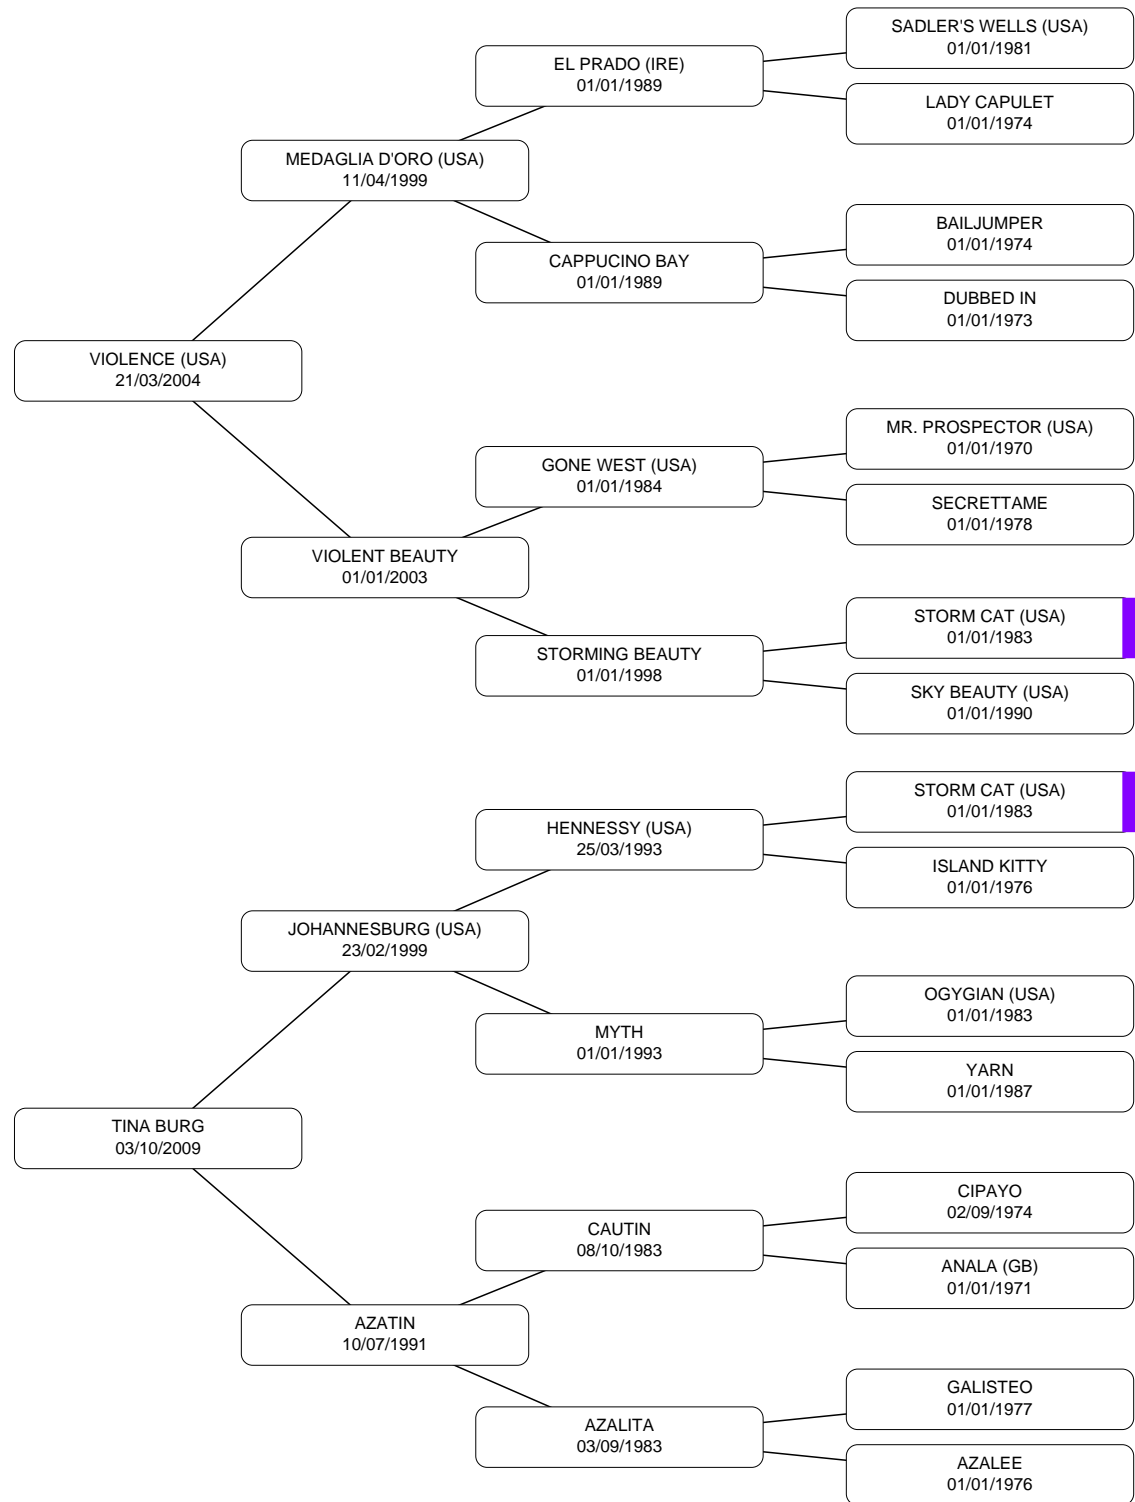 SADLER'S WELLS (USA)
01/01/1981
EL PRADO (IRE)
01/01/1989
LADY CAPULET
01/01/1974
MEDAGLIA D'ORO (USA)
11/04/1999
BAILJUMPER
01/01/1974
CAPPUCINO BAY
01/01/1989
DUBBED IN
01/01/1973
VIOLENCE (USA)
21/03/2004
MR. PROSPECTOR (USA)
01/01/1970
GONE WEST (USA)
01/01/1984
SECRETTAME
01/01/1978
VIOLENT BEAUTY
01/01/2003
STORM CAT (USA)
01/01/1983
STORMING BEAUTY
01/01/1998
SKY BEAUTY (USA)
01/01/1990
STORM CAT (USA)
01/01/1983
HENNESSY (USA)
25/03/1993
ISLAND KITTY
01/01/1976
JOHANNESBURG (USA)
23/02/1999
OGYGIAN (USA)
01/01/1983
MYTH
01/01/1993
YARN
01/01/1987
TINA BURG
03/10/2009
CIPAYO
02/09/1974
CAUTIN
08/10/1983
ANALA (GB)
01/01/1971
AZATIN
10/07/1991
GALISTEO
01/01/1977
AZALITA
03/09/1983
AZALEE
01/01/1976